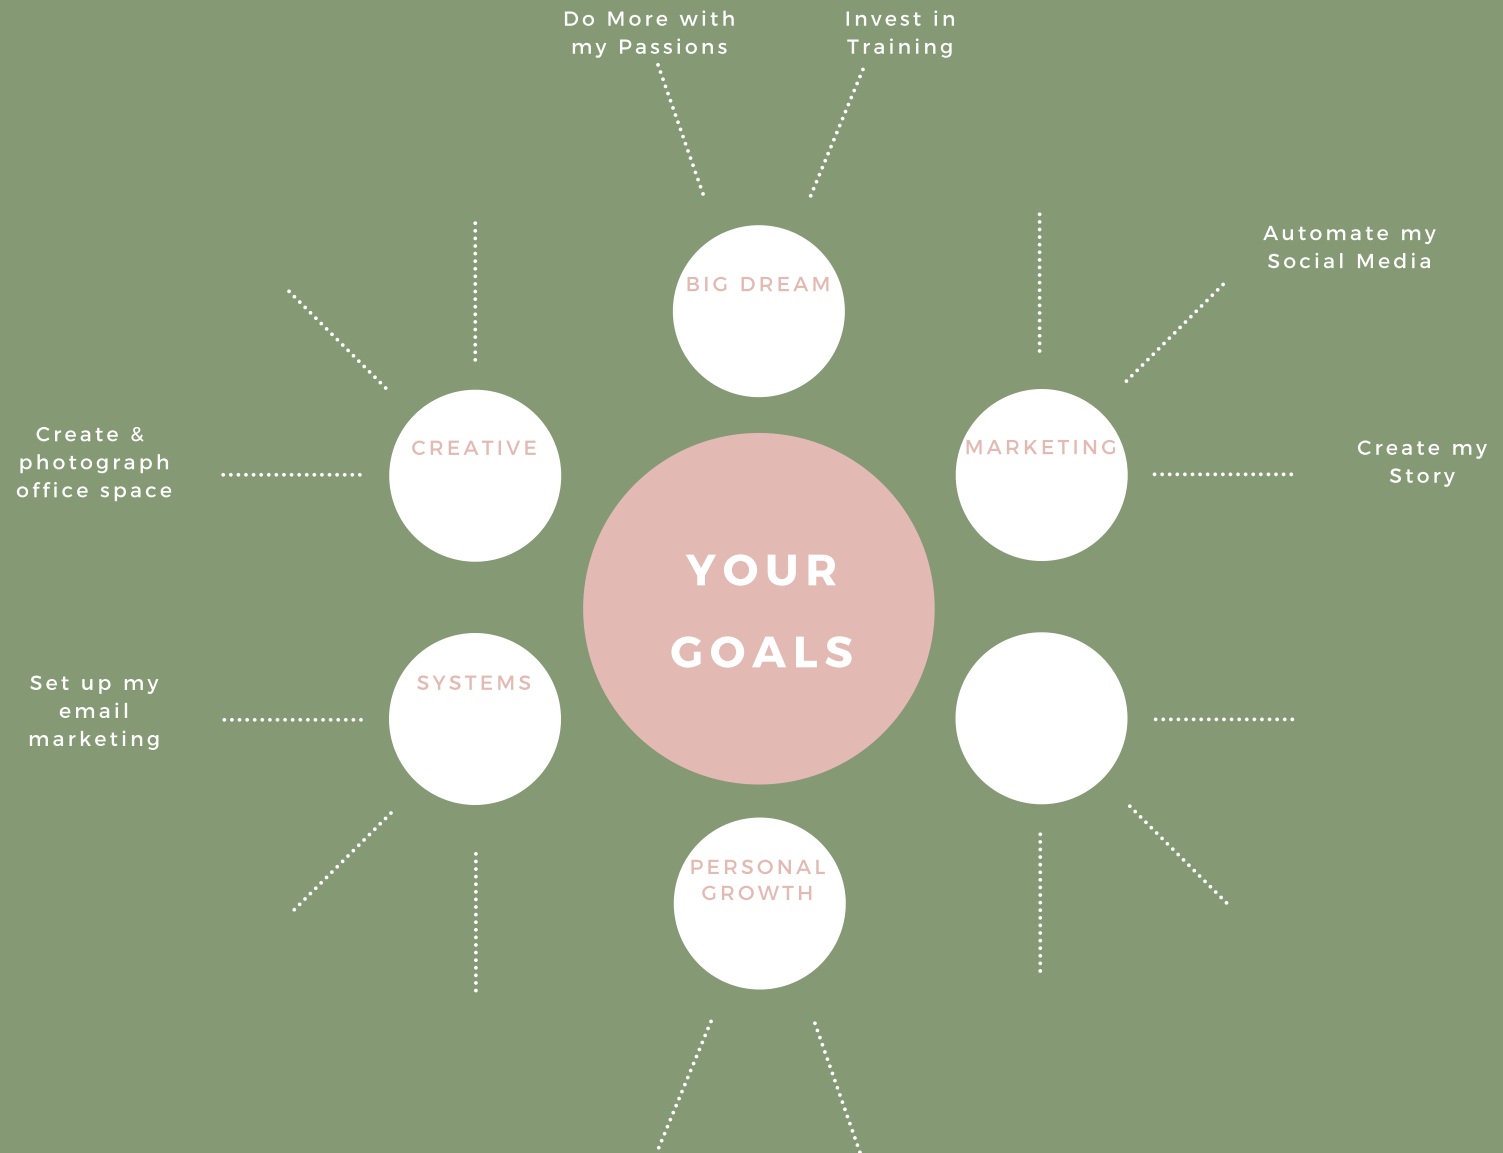 Do More with
my Passions
Invest in
Training
Automate my
Social Media
BIG DREAM
Create &
photograph
office space
CREATIVE
MARKETING
Create my
Story
YOUR
GOALS
Set up my
email
marketing
SYSTEMS
PERSONAL
GROWTH